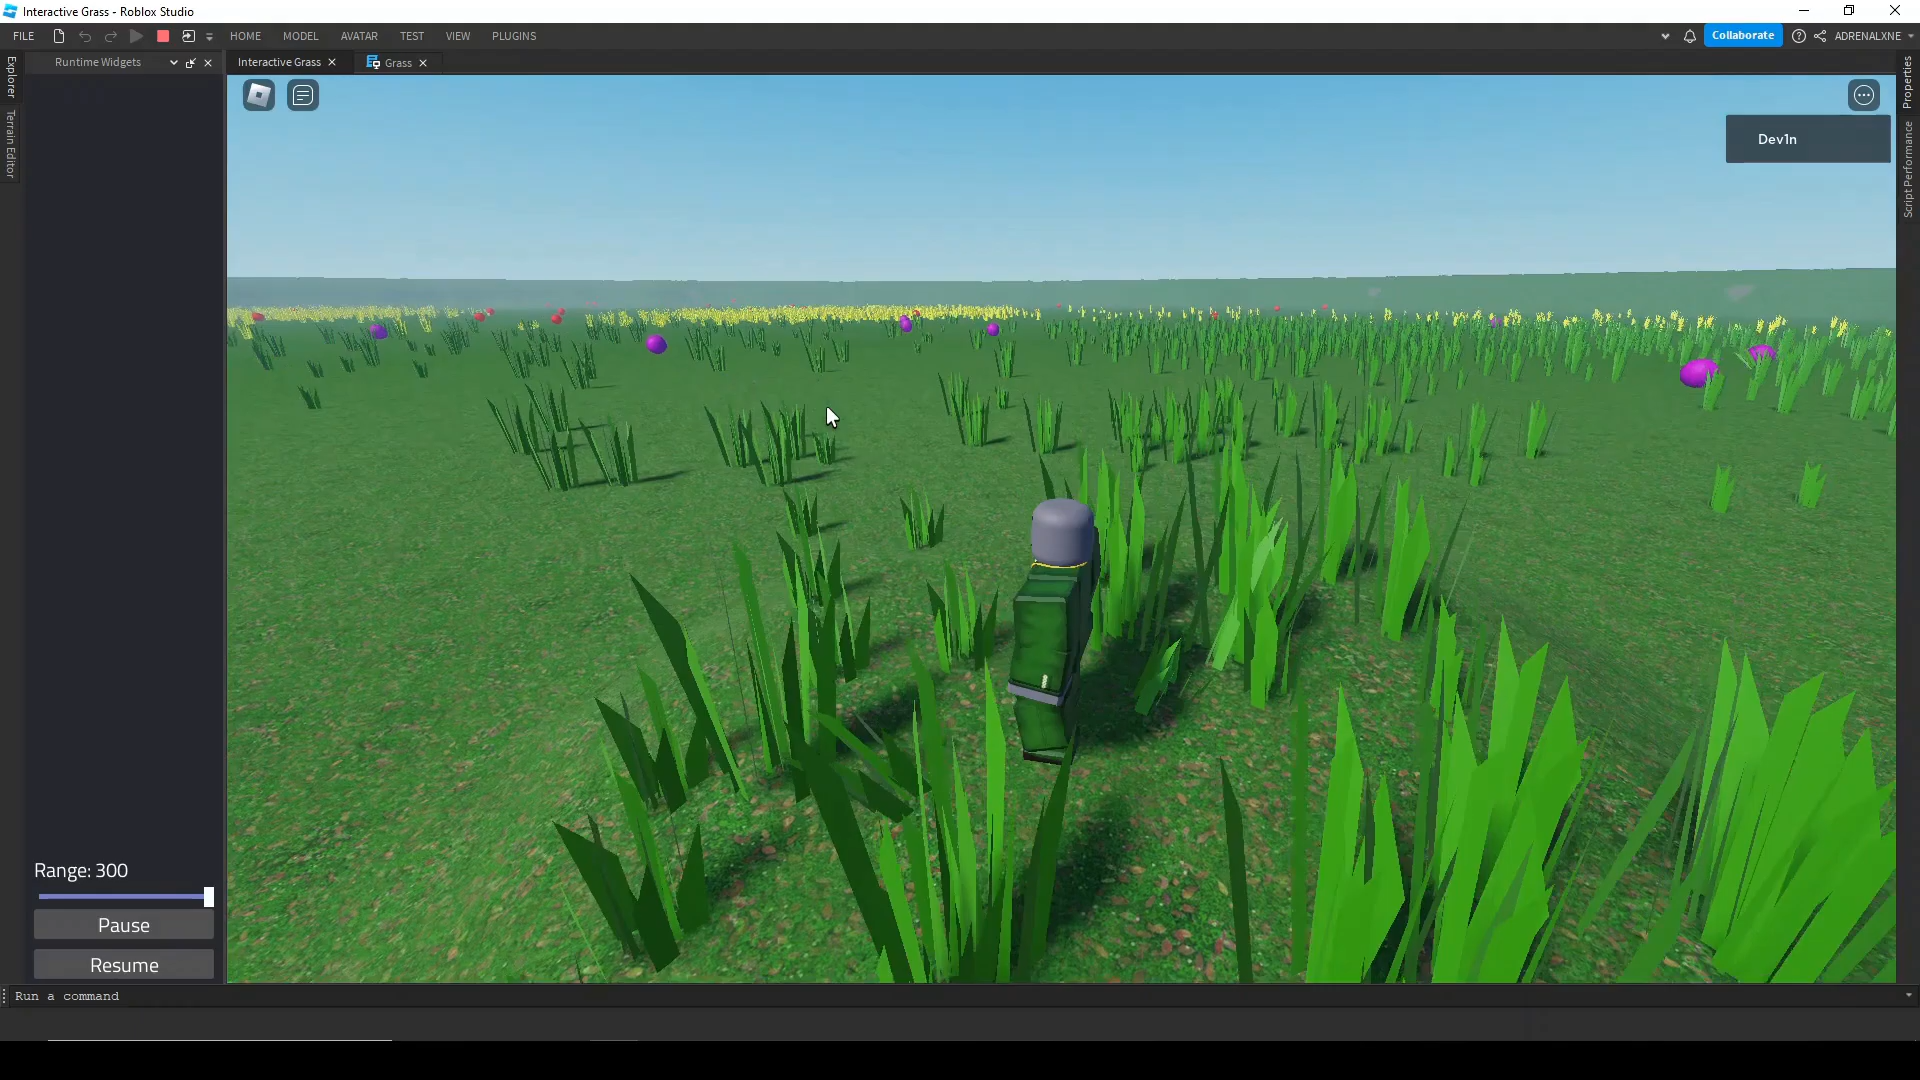 Interactive Grass - Roblox Studio
FILE HOME MODEL AVATAR TEST VIEW PLUGINS Collaborate ADRENALXNE
Explorer
Terrain Editor
Runtime Widgets
Interactive Grass
Grass
Properties
Script Performance
Dev1n
Range: 300
Pause
Resume
Run a command